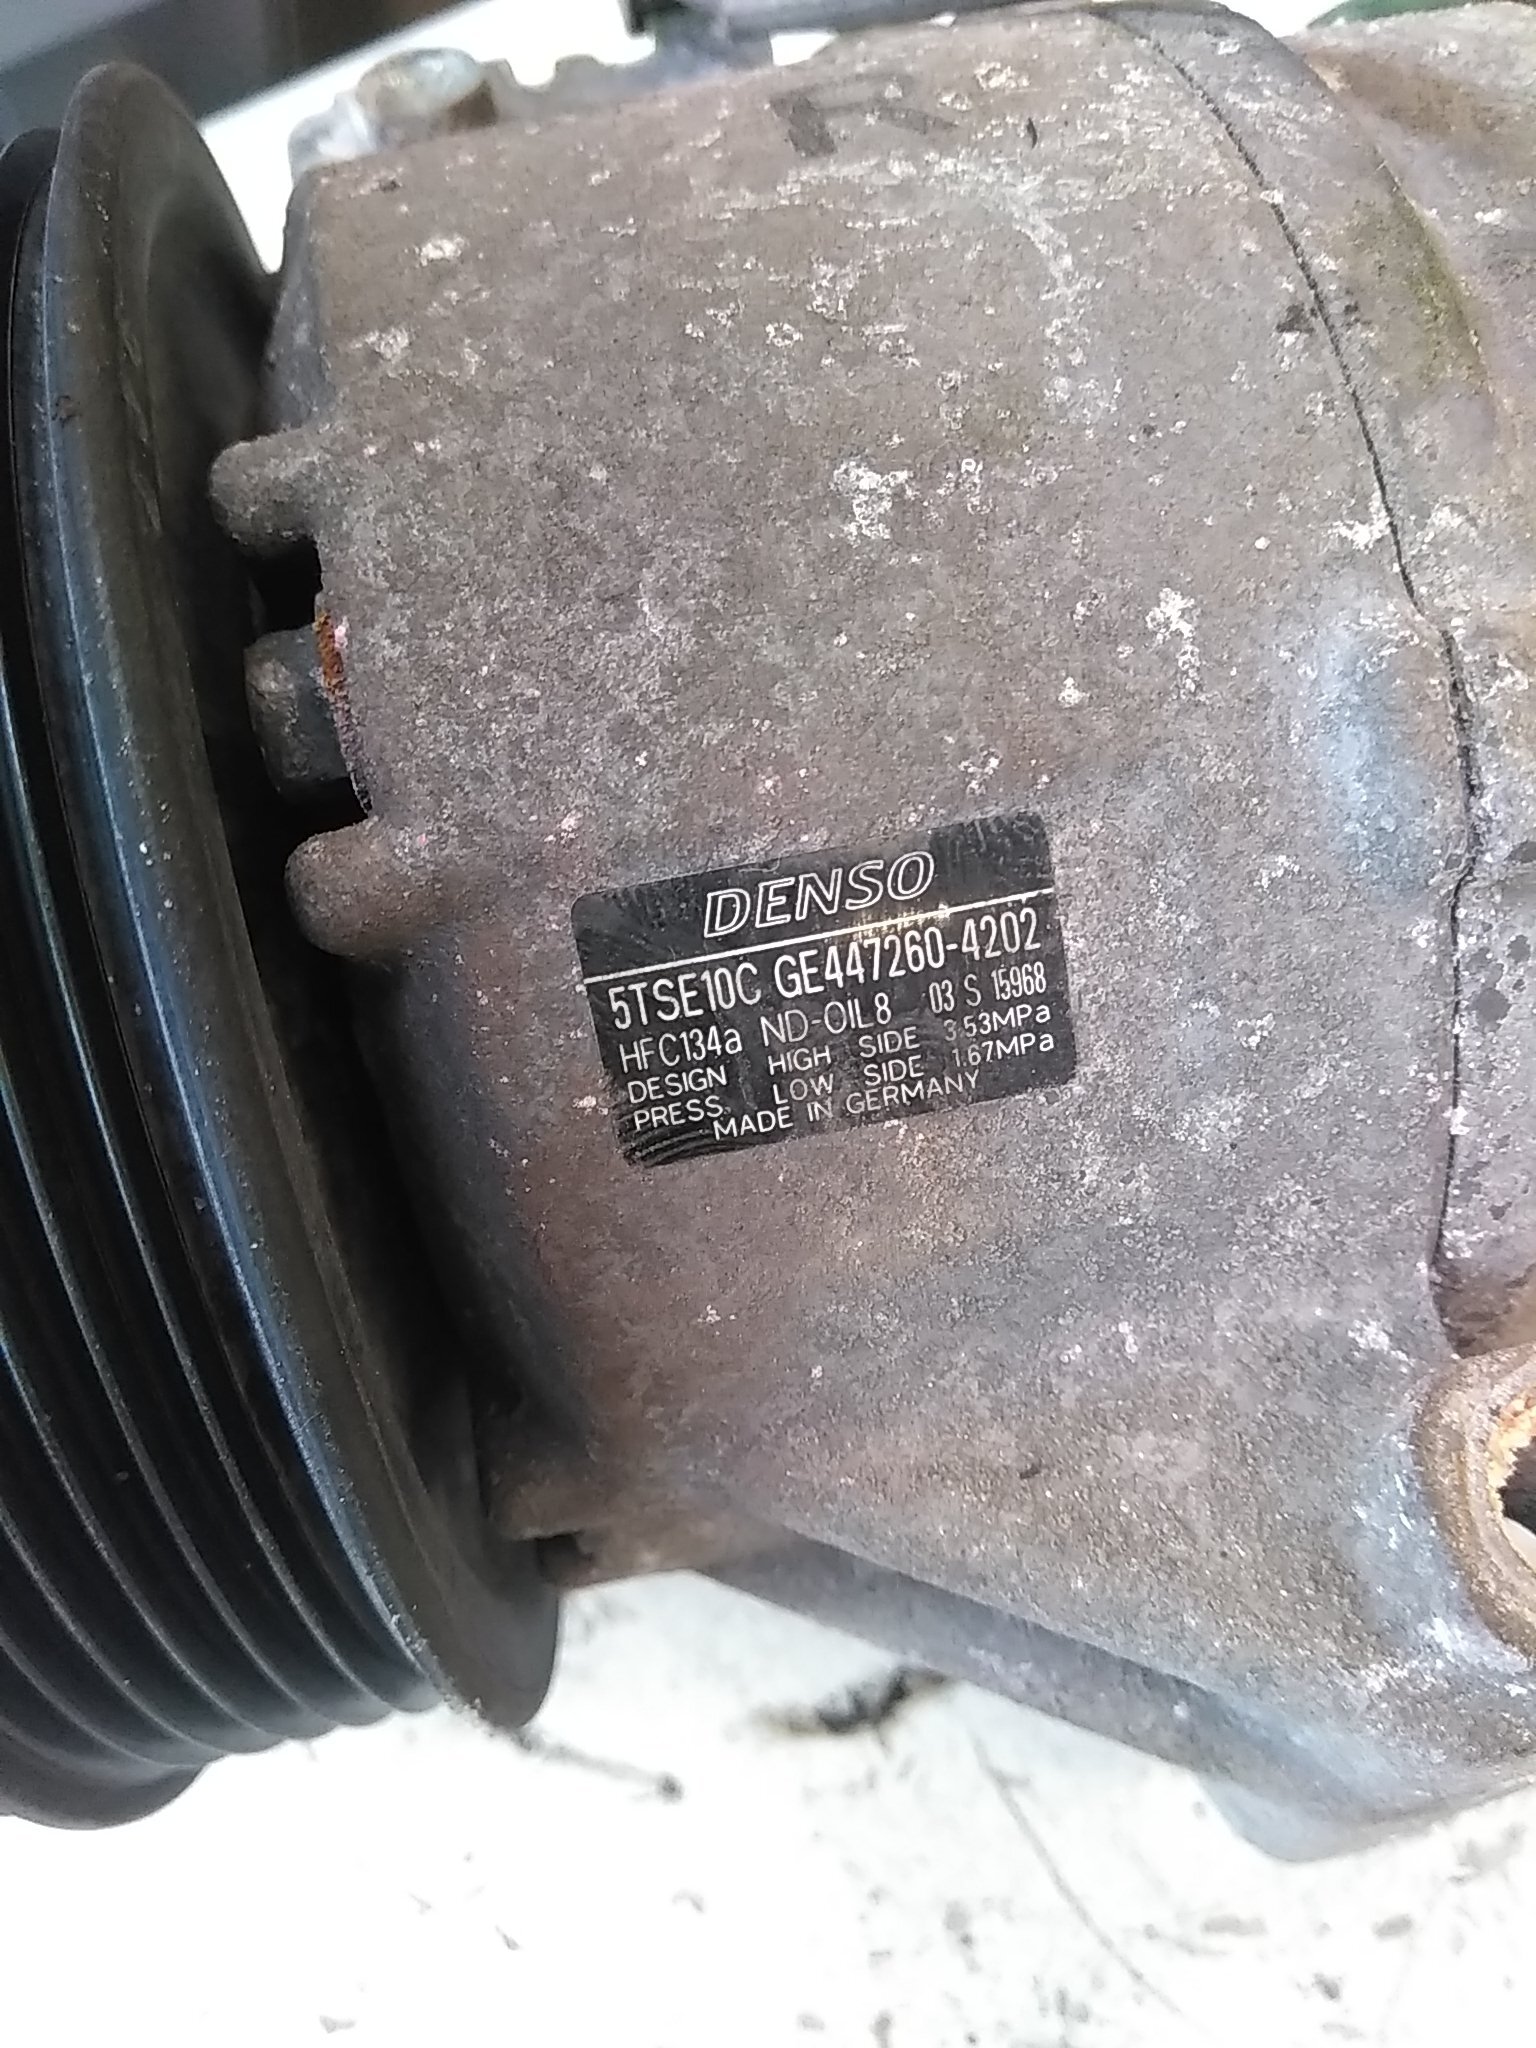 DENSO
5TSE10C GE447260-4202
HFC134a ND-OIL8 03 S 15968
DESIGN HIGH SIDE 3.53MPa
PRESS. LOW SIDE 1.67MPa
MADE IN GERMANY